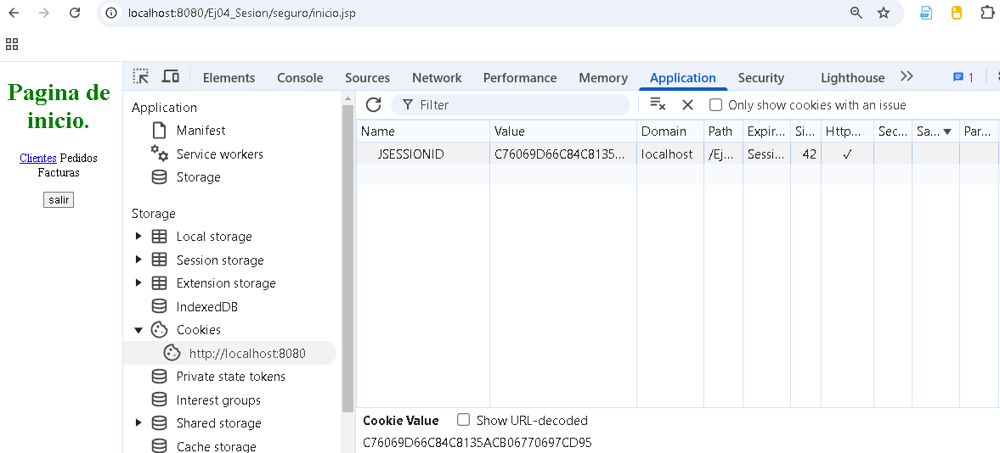 localhost:8080/Ej04_Sesion/seguro/inicio.jsp
Pagina de
inicio.
Clientes Pedidos
Facturas
salir
Elements Console Sources Network Performance Memory Application Security Lighthouse 1
Application
Manifest
Service workers
Storage
Storage
Local storage
Session storage
Extension storage
IndexedDB
Cookies
http://localhost:8080
Private state tokens
Interest groups
Shared storage
Cache storage
Filter Only show cookies with an issue
Name Value Domain Path Expir... Si... Http... Sec... Sa... Par...
JSESSIONID C76069D66C84C8135... localhost /Ej... Sessi... 42 ✓
Cookie Value Show URL-decoded
C76069D66C84C8135ACB06770697CD95